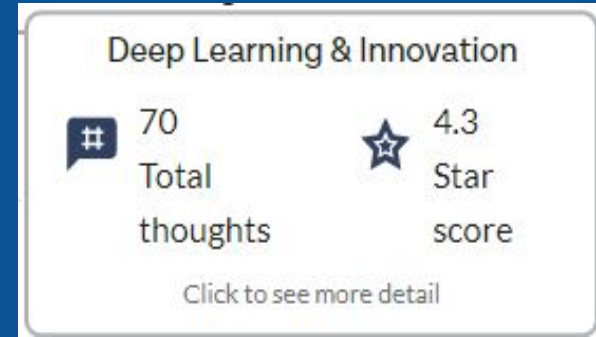 Deep Learning & Innovation
#
70
Total
thoughts
4.3
Star
score
Click to see more detail